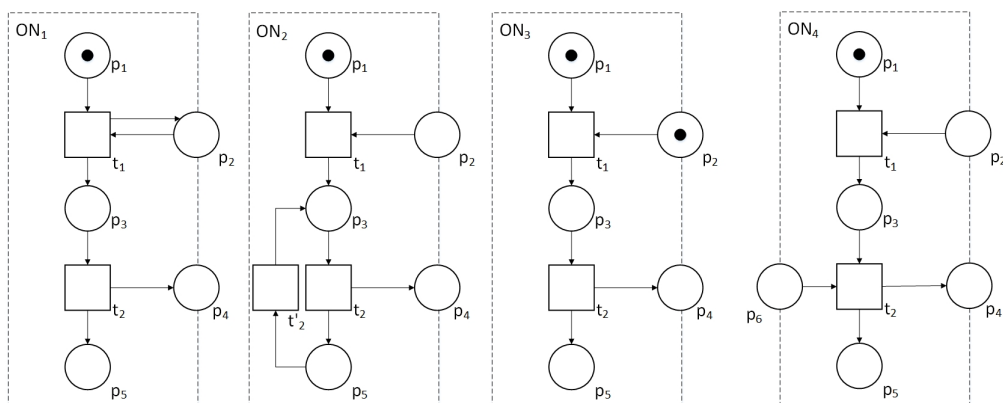 ON₁
p₁
t₁
p₂
p₃
t₂
p₄
p₅
ON₂
p₁
t₁
p₂
p₃
t'₂
t₂
p₄
p₅
ON₃
p₁
t₁
p₂
p₃
t₂
p₄
p₅
ON₄
p₁
t₁
p₂
p₃
p₆
t₂
p₄
p₅